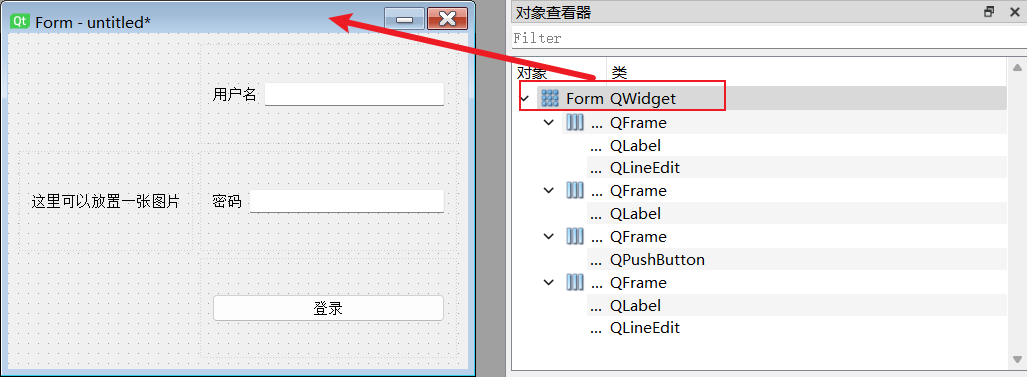 Qt Form - untitled*
用户名
这里可以放置一张图片
密码
登录
对象查看器
Filter
对象 类
Form QWidget
... QFrame
... QLabel
... QLineEdit
... QFrame
... QLabel
... QFrame
... QPushButton
... QFrame
... QLabel
... QLineEdit